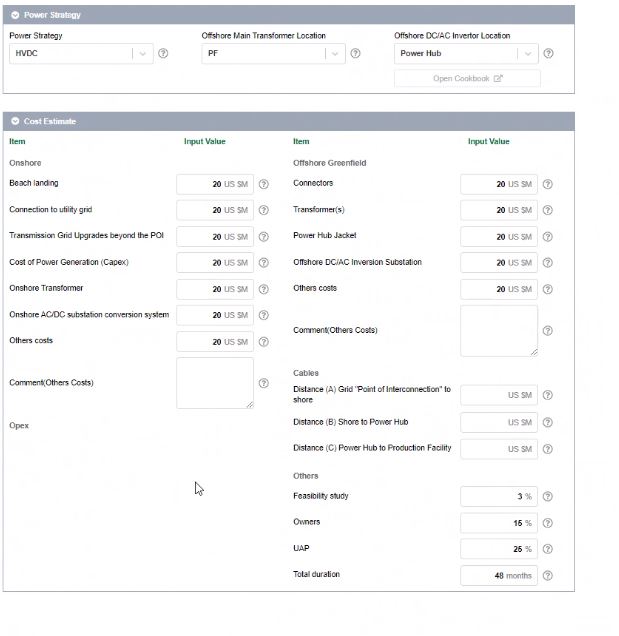 Power Strategy
Power Strategy
Offshore Main Transformer Location
Offshore DC/AC Invertor Location
HVDC
PF
Power Hub
Open Cookbook
Cost Estimate
Item Input Value
Onshore
Beach landing 20 US $M
Connection to utility grid 20 US $M
Transmission Grid Upgrades beyond the POI 20 US $M
Cost of Power Generation (Capex) 20 US $M
Onshore Transformer 20 US $M
Onshore AC/DC substation conversion system 20 US $M
Others costs 20 US $M
Comment(Others Costs)
Opex
Item Input Value
Offshore Greenfield
Connectors 20 US $M
Transformer(s) 20 US $M
Power Hub Jacket 20 US $M
Offshore DC/AC Inversion Substation 20 US $M
Others costs 20 US $M
Comment(Others Costs)
Cables
Distance (A) Grid "Point of Interconnection" to
shore US $M
Distance (B) Shore to Power Hub US $M
Distance (C) Power Hub to Production Facility US $M
Others
Feasibility study 3 %
Owners 15 %
UAP 25 %
Total duration 48 months